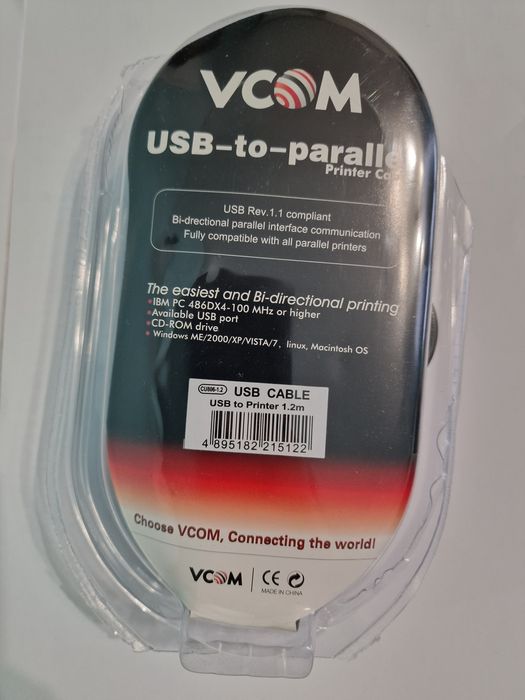 VCOM
USB-to-paralle
Printer Ca
USB Rev.1.1 compliant
Bi-drectional parallel interface communication
Fully compatible with all parallel printers
The easiest and Bi-directional printing
•IBM PC 486DX4-100 MHz or higher
•Available USB port
•CD-ROM drive
•Windows ME/2000/XP/VISTA/7, linux, Macintosh OS
CU806-1.2 USB CABLE
USB to Printer 1.2m
4 895182 215122
Choose VCOM, Connecting the world!
VCOM CE
MADE IN CHINA